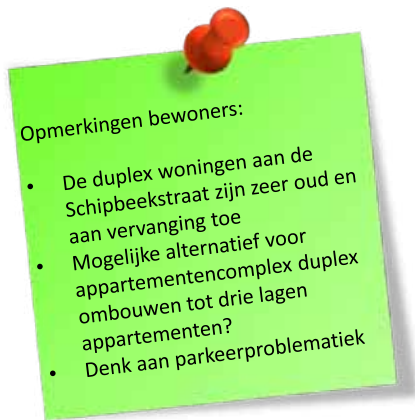 Opmerkingen bewoners:
• De duplex woningen aan de
Schipbeekstraat zijn zeer oud en
aan vervanging toe
• Mogelijke alternatief voor
appartementencomplex duplex
ombouwen tot drie lagen
appartementen?
• Denk aan parkeerproblematiek